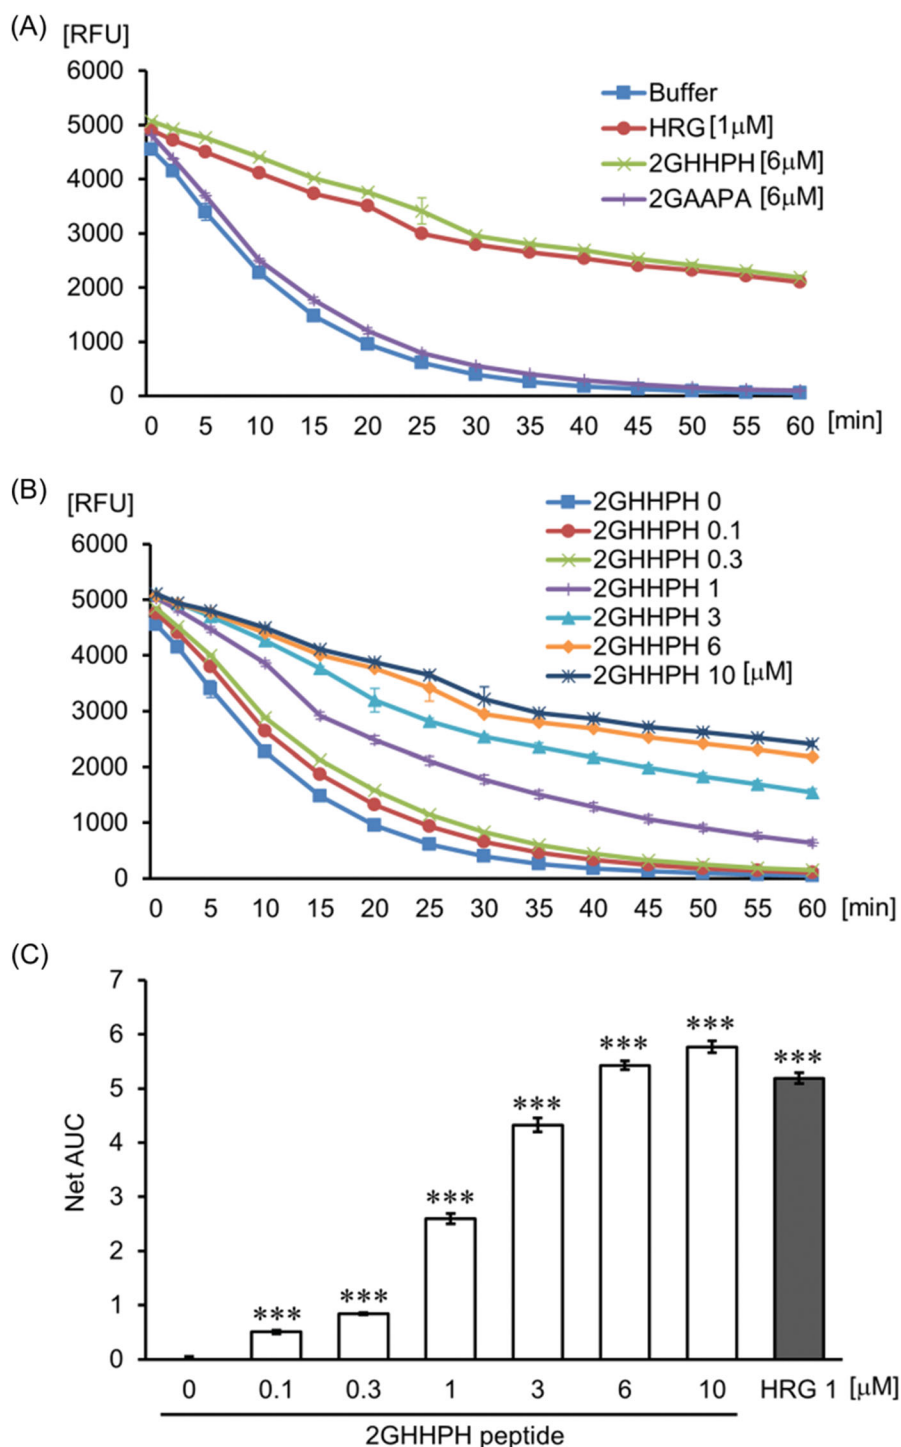 (A)
[RFU]
6000
5000
4000
3000
2000
1000
0
Buffer
HRG [1μM]
2GHHPH [6μM]
2GAAPA [6μM]
0 5 10 15 20 25 30 35 40 45 50 55 60 [min]
(B)
[RFU]
6000
5000
4000
3000
2000
1000
0
2GHHPH 0
2GHHPH 0.1
2GHHPH 0.3
2GHHPH 1
2GHHPH 3
2GHHPH 6
2GHHPH 10 [μM]
0 5 10 15 20 25 30 35 40 45 50 55 60 [min]
(C)
Net AUC
7
6
5
4
3
2
1
0
*** *** *** *** *** *** ***
0 0.1 0.3 1 3 6 10 HRG 1 [μM]
2GHHPH peptide